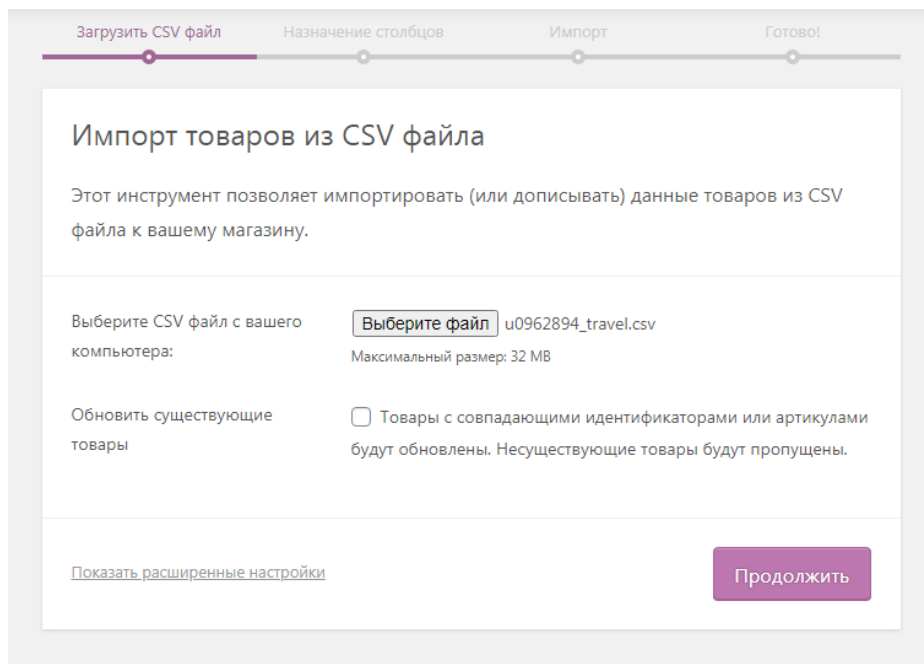 Загрузить CSV файл
Назначение столбцов
Импорт
Готово!
Импорт товаров из CSV файла
Этот инструмент позволяет импортировать (или дописывать) данные товаров из CSV
файла к вашему магазину.
Выберите CSV файл с вашего
компьютера:
Выберите файл u0962894_travel.csv
Максимальный размер: 32 MB
Обновить существующие
товары
Товары с совпадающими идентификаторами или артикулами
будут обновлены. Несуществующие товары будут пропущены.
Показать расширенные настройки
Продолжить